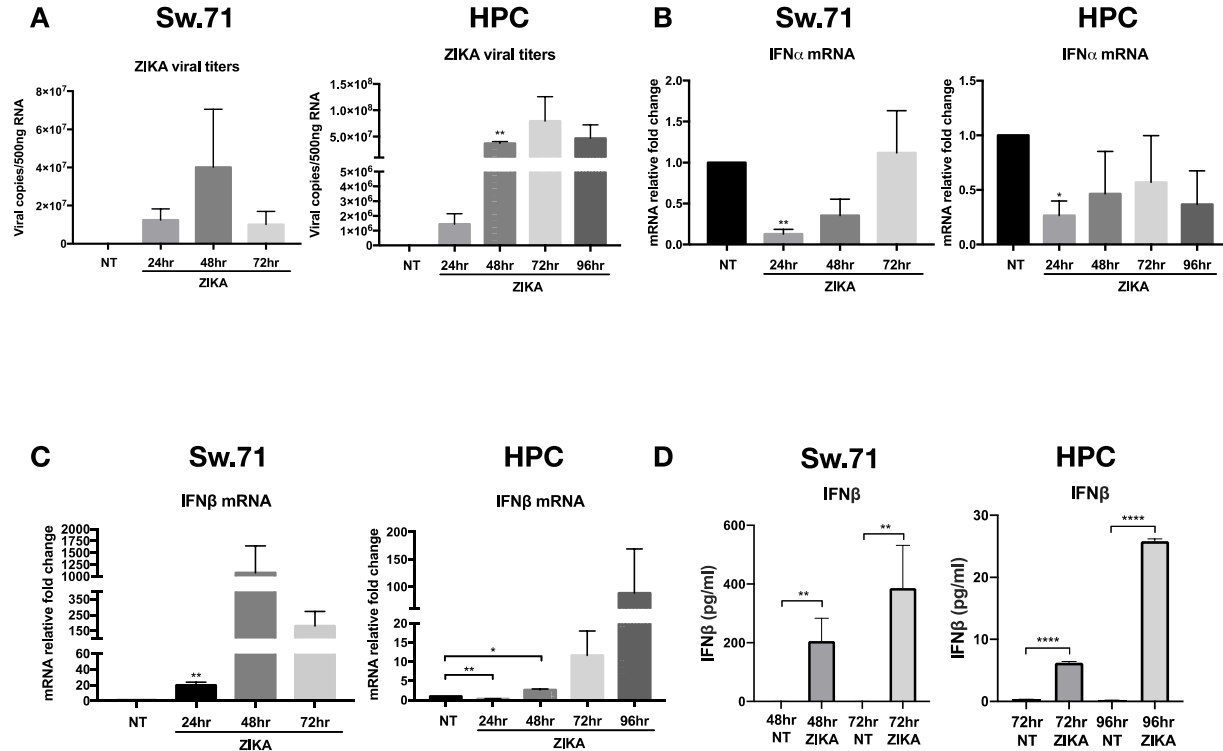 A
Sw.71
HPC
ZIKA viral titers
Viral copies/500ng RNA
8×10⁷
6×10⁷
4×10⁷
2×10⁷
0
NT
24hr
48hr
72hr
ZIKA
ZIKA viral titers
Viral copies/500ng RNA
1.5×10⁸
1.0×10⁸
5.0×10⁷
5×10⁶
4×10⁶
3×10⁶
2×10⁶
1×10⁶
0
**
NT
24hr
48hr
72hr
96hr
ZIKA
B
Sw.71
HPC
IFNα mRNA
mRNA relative fold change
2.0
1.5
1.0
0.5
0.0
**
NT
24hr
48hr
72hr
ZIKA
IFNα mRNA
mRNA relative fold change
1.5
1.0
0.5
0.0
*
NT
24hr
48hr
72hr
96hr
ZIKA
C
Sw.71
HPC
IFNβ mRNA
mRNA relative fold change
2000
1750
1500
1250
1000
350
250
150
60
40
20
0
**
NT
24hr
48hr
72hr
ZIKA
IFNβ mRNA
mRNA relative fold change
200
150
100
50
20
15
10
5
0
*
**
NT
24hr
48hr
72hr
96hr
ZIKA
D
Sw.71
HPC
IFNβ
IFNβ (pg/ml)
600
400
200
0
**
**
48hr
NT
48hr
ZIKA
72hr
NT
72hr
ZIKA
IFNβ
IFNβ (pg/ml)
30
20
10
0
****
****
72hr
NT
72hr
ZIKA
96hr
NT
96hr
ZIKA